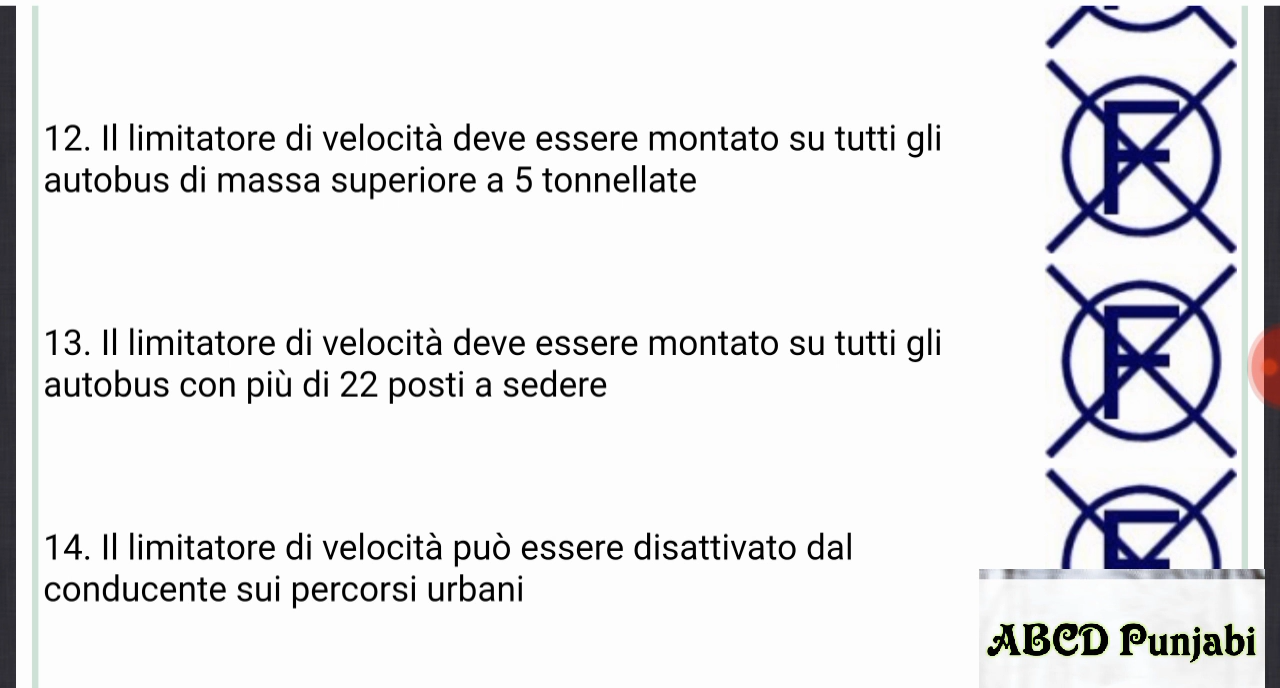 12. Il limitatore di velocità deve essere montato su tutti gli
autobus di massa superiore a 5 tonnellate
F
13. Il limitatore di velocità deve essere montato su tutti gli
autobus con più di 22 posti a sedere
F
14. Il limitatore di velocità può essere disattivato dal
conducente sui percorsi urbani
F
ABCD Punjabi